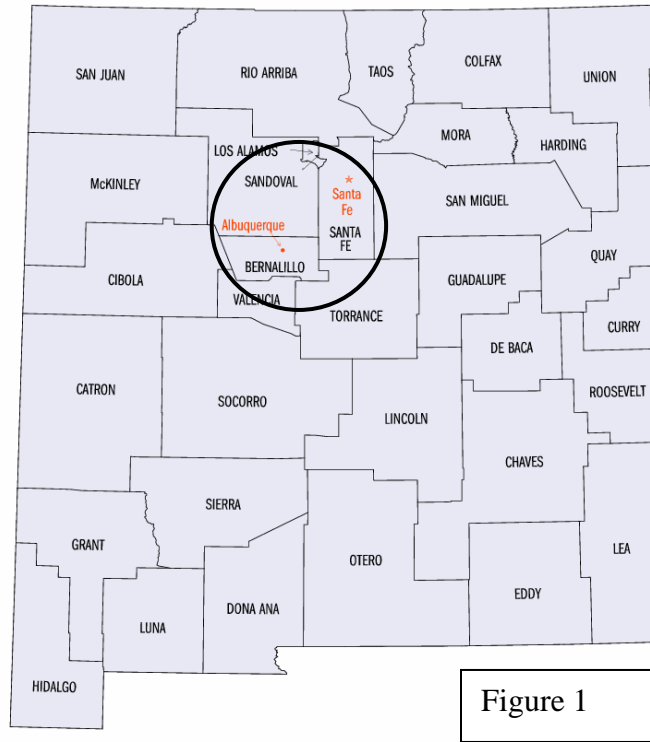 SAN JUAN
RIO ARRIBA
TAOS
COLFAX
UNION
MORA
HARDING
LOS ALAMOS
McKINLEY
SANDOVAL
*
Santa
Fe
SAN MIGUEL
Albuquerque
SANTA
FE
QUAY
BERNALILLO
CIBOLA
GUADALUPE
VALENCIA
TORRANCE
CURRY
DE BACA
CATRON
SOCORRO
ROOSEVELT
LINCOLN
CHAVES
SIERRA
GRANT
OTERO
LEA
EDDY
DONA ANA
LUNA
HIDALGO
Figure 1